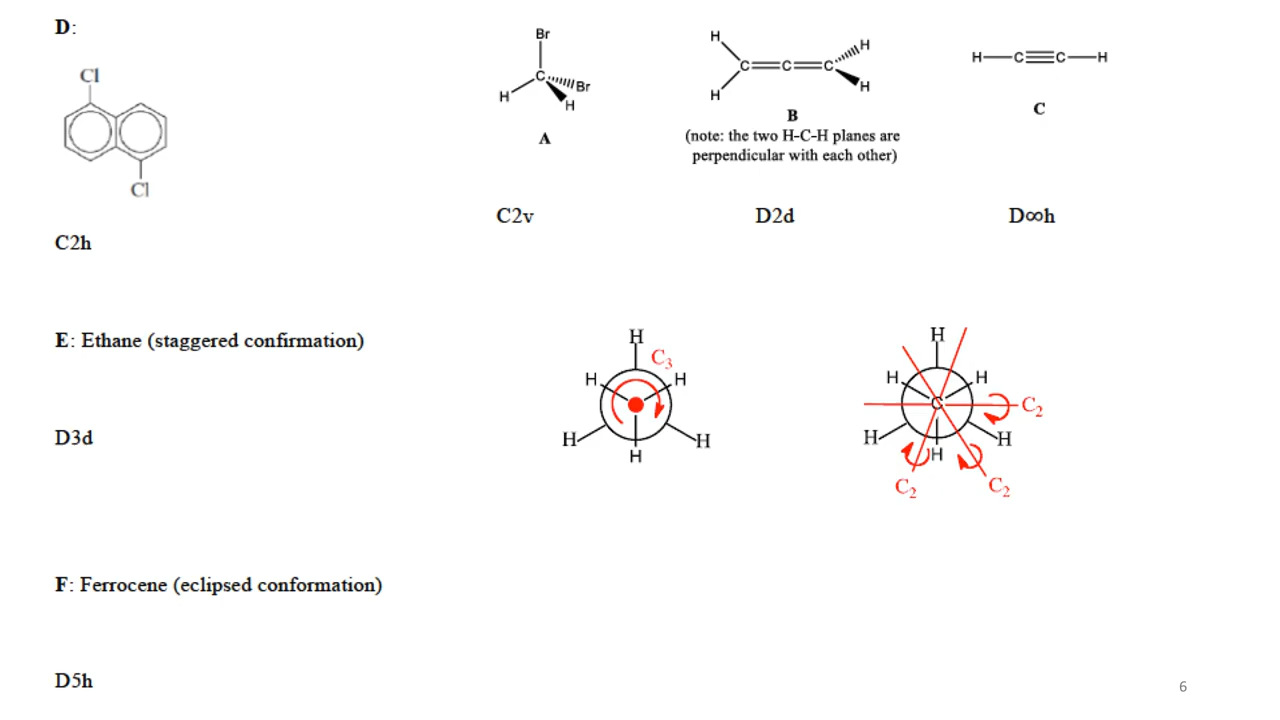 D:
Cl
Cl
C2h
Br
C
Br
H
H
A
C2v
H
H
C=C=C
H
H
B
(note: the two H-C-H planes are
perpendicular with each other)
D2d
H—C≡C—H
C
D∞h
E: Ethane (staggered confirmation)
D3d
H
C3
H
H
H
H
H
H
H
H
C
C2
H
H
H
C2
C2
F: Ferrocene (eclipsed conformation)
D5h
6